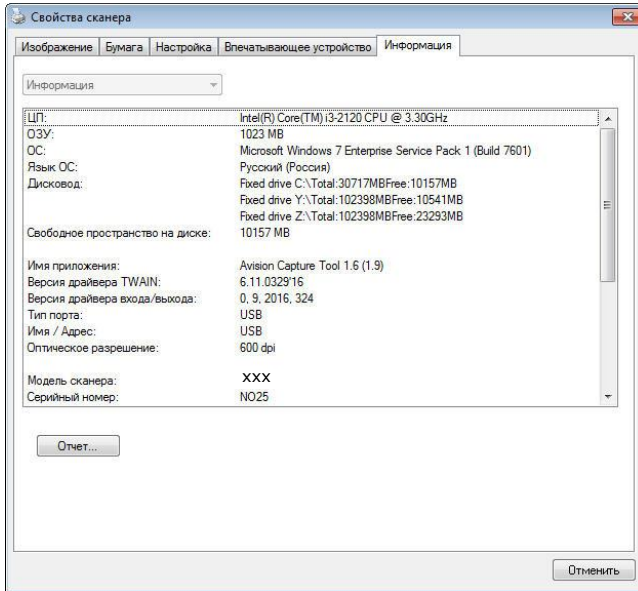 Свойства сканера
Изображение Бумага Настройка Впечатывающее устройство Информация
Информация
ЦП: Intel(R) Core(TM) i3-2120 CPU @ 3.30GHz
ОЗУ: 1023 MB
ОС: Microsoft Windows 7 Enterprise Service Pack 1 (Build 7601)
Язык ОС: Русский (Россия)
Дисковод: Fixed drive C:\Total:30717MBFree:10157MB
Fixed drive Y:\Total:102398MBFree:10541MB
Fixed drive Z:\Total:102398MBFree:23293MB
Свободное пространство на диске: 10157 MB
Имя приложения: Avision Capture Tool 1.6 (1.9)
Версия драйвера TWAIN: 6.11.0329'16
Версия драйвера входа/выхода: 0, 9, 2016, 324
Тип порта: USB
Имя / Адрес: USB
Оптическое разрешение: 600 dpi
Модель сканера: XXX
Серийный номер: NO25
Отчет...
Отменить